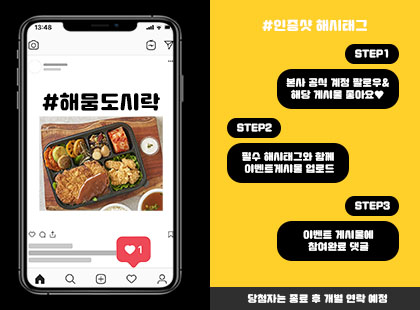 13:48
#해뭄도시락
1
#인증샷 해시태그
STEP1
본사 공식 계정 팔로우&
해당 게시물 좋아요♥
STEP2
필수 해시태그와 함께
이벤트게시물 업로드
STEP3
이벤트 게시물에
참여완료 댓글
당첨자는 종료 후 개별 연락 예정